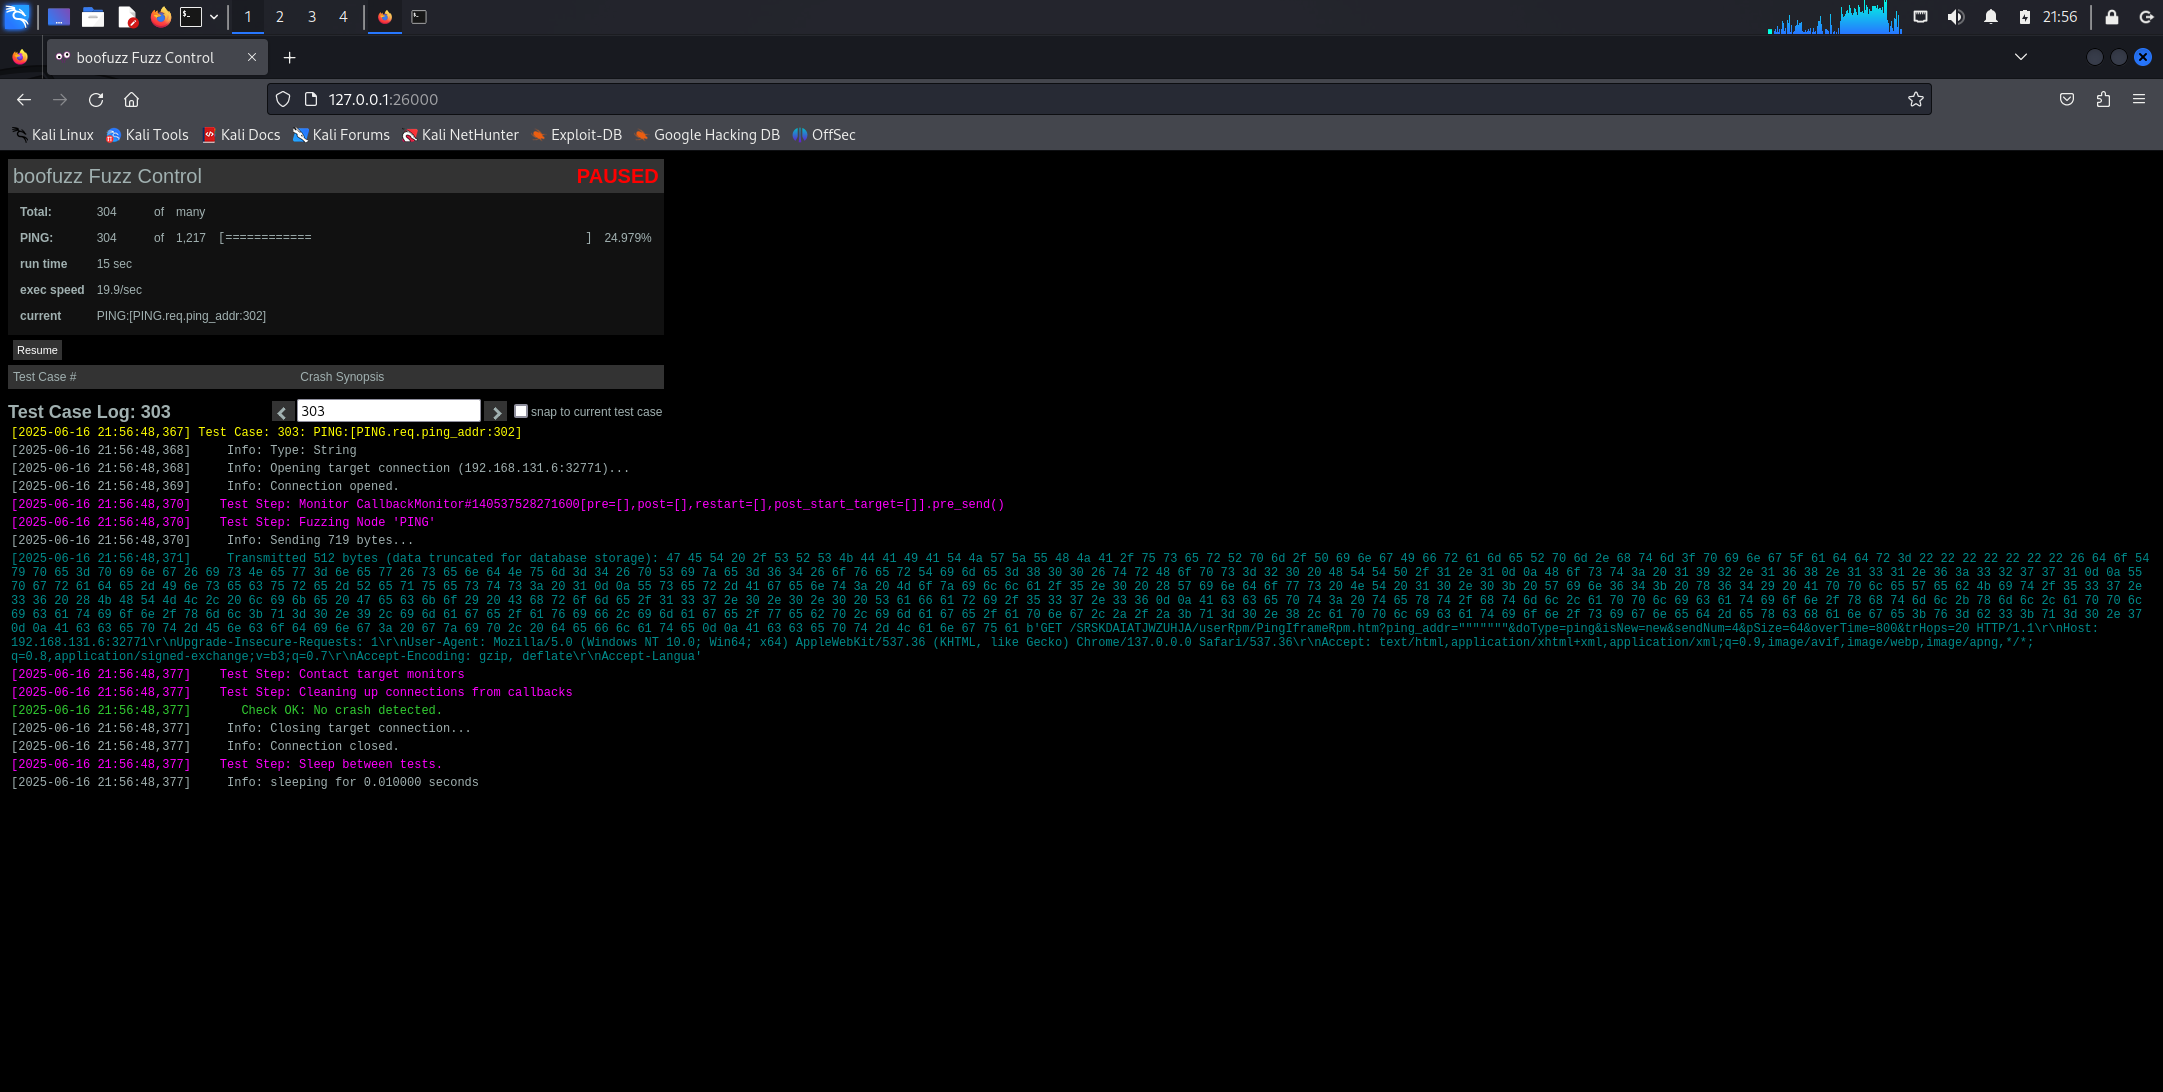 1 2 3 4 21:56
boofuzz Fuzz Control
127.0.0.1:26000
Kali Linux Kali Tools Kali Docs Kali Forums Kali NetHunter Exploit-DB Google Hacking DB OffSec
boofuzz Fuzz Control PAUSED
Total: 304 of many
PING: 304 of 1,217 [============ ] 24.979%
run time 15 sec
exec speed 19.9/sec
current PING:[PING.req.ping_addr:302]
Resume
Test Case # Crash Synopsis
Test Case Log: 303 303 snap to current test case
[2025-06-16 21:56:48,367] Test Case: 303: PING:[PING.req.ping_addr:302]
[2025-06-16 21:56:48,368] Info: Type: String
[2025-06-16 21:56:48,368] Info: Opening target connection (192.168.131.6:32771)...
[2025-06-16 21:56:48,369] Info: Connection opened.
[2025-06-16 21:56:48,370] Test Step: Monitor CallbackMonitor#140537528271600[pre=[],post=[],restart=[],post_start_target=[]].pre_send()
[2025-06-16 21:56:48,370] Test Step: Fuzzing Node 'PING'
[2025-06-16 21:56:48,370] Info: Sending 719 bytes...
[2025-06-16 21:56:48,371] Transmitted 512 bytes (data truncated for database storage): 47 45 54 20 2f 53 52 53 4b 44 41 49 41 54 4a 57 5a 55 48 4a 41 2f 75 73 65 72 52 70 6d 2f 50 69 6e 67 49 66 72 61 6d 65 52 70 6d 2e 68 74 6d 3f 70 69 6e 67 5f 61 64 64 72 3d 22 22 22 22 22 22 22 26 64 6f 54
79 70 65 3d 70 69 6e 67 26 69 73 4e 65 77 3d 6e 65 77 26 73 65 6e 64 4e 75 6d 3d 34 26 70 53 69 7a 65 3d 36 34 26 6f 76 65 72 54 69 6d 65 3d 38 30 30 26 74 72 48 6f 70 73 3d 32 30 20 48 54 54 50 2f 31 2e 31 0d 0a 48 6f 73 74 3a 20 31 39 32 2e 31 36 38 2e 31 33 31 2e 36 3a 33 32 37 37 31 0d 0a 55
70 67 72 61 64 65 2d 49 6e 73 65 63 75 72 65 2d 52 65 71 75 65 73 74 73 3a 20 31 0d 0a 55 73 65 72 2d 41 67 65 6e 74 3a 20 4d 6f 7a 69 6c 6c 61 2f 35 2e 30 20 28 57 69 6e 64 6f 77 73 20 4e 54 20 31 30 2e 30 3b 20 57 69 6e 36 34 3b 20 78 36 34 29 20 41 70 70 6c 65 57 65 62 4b 69 74 2f 35 33 37 2e
33 36 20 28 4b 48 54 4d 4c 2c 20 6c 69 6b 65 20 47 65 63 6b 6f 29 20 43 68 72 6f 6d 65 2f 31 33 37 2e 30 2e 30 2e 30 20 53 61 66 61 72 69 2f 35 33 37 2e 33 36 0d 0a 41 63 63 65 70 74 3a 20 74 65 78 74 2f 68 74 6d 6c 2c 61 70 70 6c 69 63 61 74 69 6f 6e 2f 78 68 74 6d 6c 2b 78 6d 6c 2c 61 70 70 6c
69 63 61 74 69 6f 6e 2f 78 6d 6c 3b 71 3d 30 2e 39 2c 69 6d 61 67 65 2f 61 76 69 66 2c 69 6d 61 67 65 2f 77 65 62 70 2c 69 6d 61 67 65 2f 61 70 6e 67 2c 2a 2f 2a 3b 71 3d 30 2e 38 2c 61 70 70 6c 69 63 61 74 69 6f 6e 2f 73 69 67 6e 65 64 2d 65 78 63 68 61 6e 67 65 3b 76 3d 62 33 3b 71 3d 30 2e 37
0d 0a 41 63 63 65 70 74 2d 45 6e 63 6f 64 69 6e 67 3a 20 67 7a 69 70 2c 20 64 65 66 6c 61 74 65 0d 0a 41 63 63 65 70 74 2d 4c 61 6e 67 75 61 b'GET /SRSKDAIATJWZUHJA/userRpm/PingIframeRpm.htm?ping_addr="""""""&doType=ping&isNew=new&sendNum=4&pSize=64&overTime=800&trHops=20 HTTP/1.1\r\nHost:
192.168.131.6:32771\r\nUpgrade-Insecure-Requests: 1\r\nUser-Agent: Mozilla/5.0 (Windows NT 10.0; Win64; x64) AppleWebKit/537.36 (KHTML, like Gecko) Chrome/137.0.0.0 Safari/537.36\r\nAccept: text/html,application/xhtml+xml,application/xml;q=0.9,image/avif,image/webp,image/apng,*/*;
q=0.8,application/signed-exchange;v=b3;q=0.7\r\nAccept-Encoding: gzip, deflate\r\nAccept-Langua'
[2025-06-16 21:56:48,377] Test Step: Contact target monitors
[2025-06-16 21:56:48,377] Test Step: Cleaning up connections from callbacks
[2025-06-16 21:56:48,377] Check OK: No crash detected.
[2025-06-16 21:56:48,377] Info: Closing target connection...
[2025-06-16 21:56:48,377] Info: Connection closed.
[2025-06-16 21:56:48,377] Test Step: Sleep between tests.
[2025-06-16 21:56:48,377] Info: sleeping for 0.010000 seconds